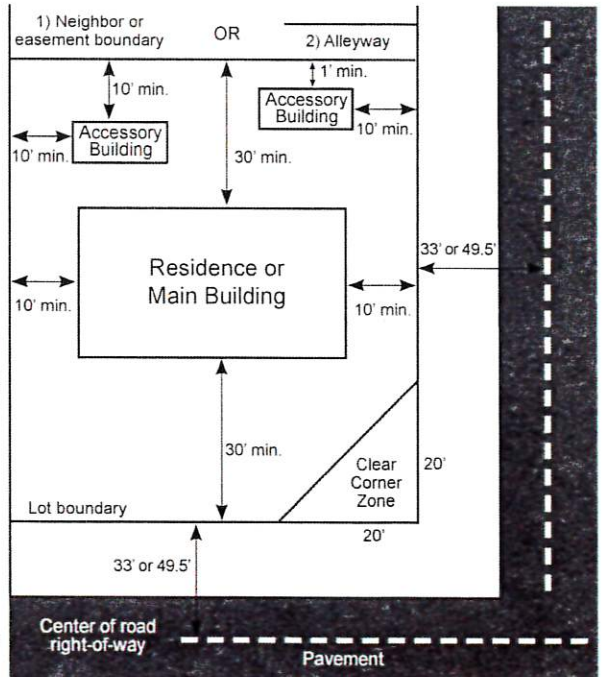 1) Neighbor or
easement boundary
OR
2) Alleyway
10' min.
1' min.
Accessory
Building
Accessory
Building
10' min.
10' min.
30' min.
Residence or
Main Building
33' or 49.5'
10' min.
10' min.
30' min.
Clear
Corner
Zone
20'
Lot boundary
20'
33' or 49.5'
Center of road
right-of-way
Pavement